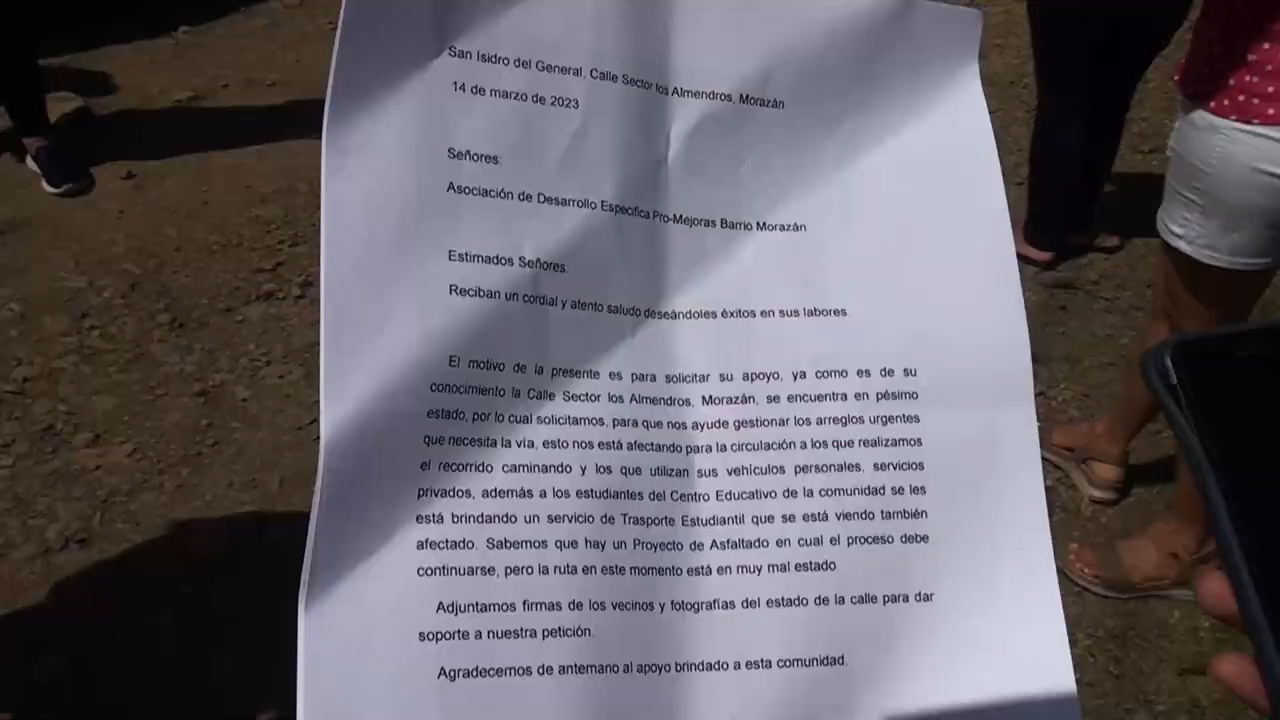 San Isidro del General, Calle Sector los Almendros, Morazán
14 de marzo de 2023
Señores:
Asociación de Desarrollo Especifica Pro-Mejoras Barrio Morazán
Estimados Señores:
Reciban un cordial y atento saludo deseándoles éxitos en sus labores.
El motivo de la presente es para solicitar su apoyo, ya como es de su
conocimiento la Calle Sector los Almendros, Morazán, se encuentra en pésimo
estado, por lo cual solicitamos, para que nos ayude gestionar los arreglos urgentes
que necesita la vía, esto nos está afectando para la circulación a los que realizamos
el recorrido caminando y los que utilizan sus vehículos personales, servicios
privados, además a los estudiantes del Centro Educativo de la comunidad se les
está brindando un servicio de Trasporte Estudiantil que se está viendo también
afectado. Sabemos que hay un Proyecto de Asfaltado en cual el proceso debe
continuarse, pero la ruta en este momento está en muy mal estado
Adjuntamos firmas de los vecinos y fotografías del estado de la calle para dar
soporte a nuestra petición.
Agradecemos de antemano al apoyo brindado a esta comunidad.